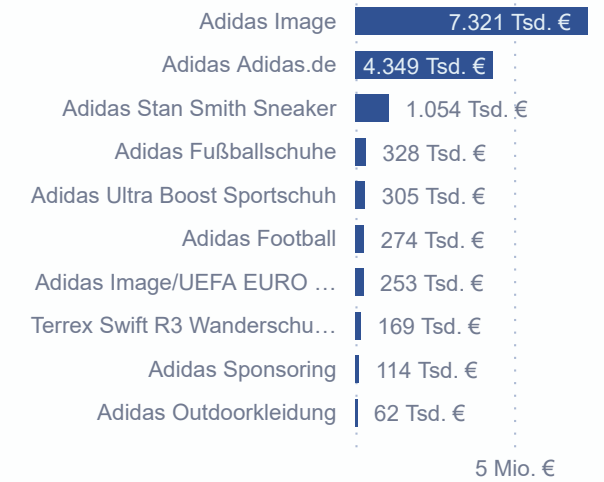 Adidas Image 7.321 Tsd. €
Adidas Adidas.de 4.349 Tsd. €
Adidas Stan Smith Sneaker 1.054 Tsd. €
Adidas Fußballschuhe 328 Tsd. €
Adidas Ultra Boost Sportschuh 305 Tsd. €
Adidas Football 274 Tsd. €
Adidas Image/UEFA EURO … 253 Tsd. €
Terrex Swift R3 Wanderschu… 169 Tsd. €
Adidas Sponsoring 114 Tsd. €
Adidas Outdoorkleidung 62 Tsd. €
5 Mio. €